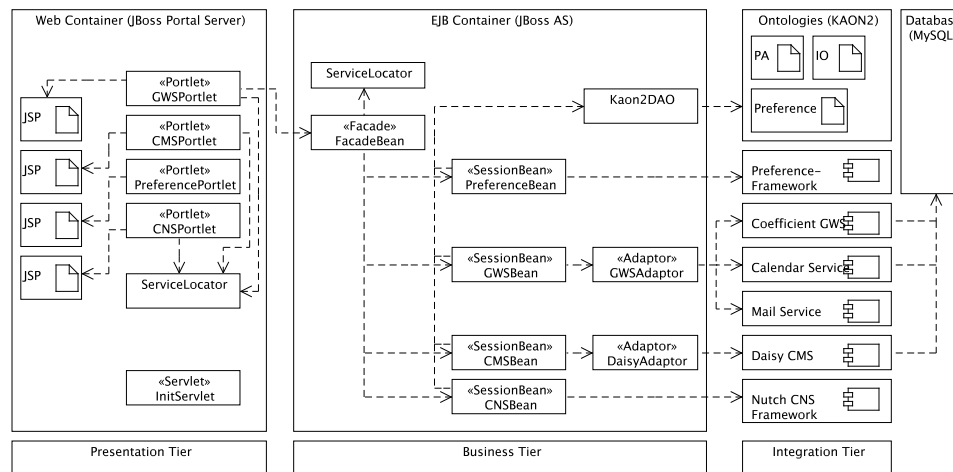 Web Container (JBoss Portal Server)
EJB Container (JBoss AS)
Ontologies (KAON2)
Databas
(MySQL
«Portlet»
GWSPortlet
JSP
«Portlet»
CMSPortlet
JSP
«Portlet»
PreferencePortlet
JSP
«Portlet»
CNSPortlet
JSP
ServiceLocator
«Servlet»
InitServlet
ServiceLocator
«Facade»
FacadeBean
Kaon2DAO
«SessionBean»
PreferenceBean
«SessionBean»
GWSBean
«Adaptor»
GWSAdaptor
«SessionBean»
CMSBean
«Adaptor»
DaisyAdaptor
«SessionBean»
CNSBean
PA
IO
Preference
Preference-
Framework
Coefficient GWS
Calendar Service
Mail Service
Daisy CMS
Nutch CNS
Framework
Presentation Tier
Business Tier
Integration Tier